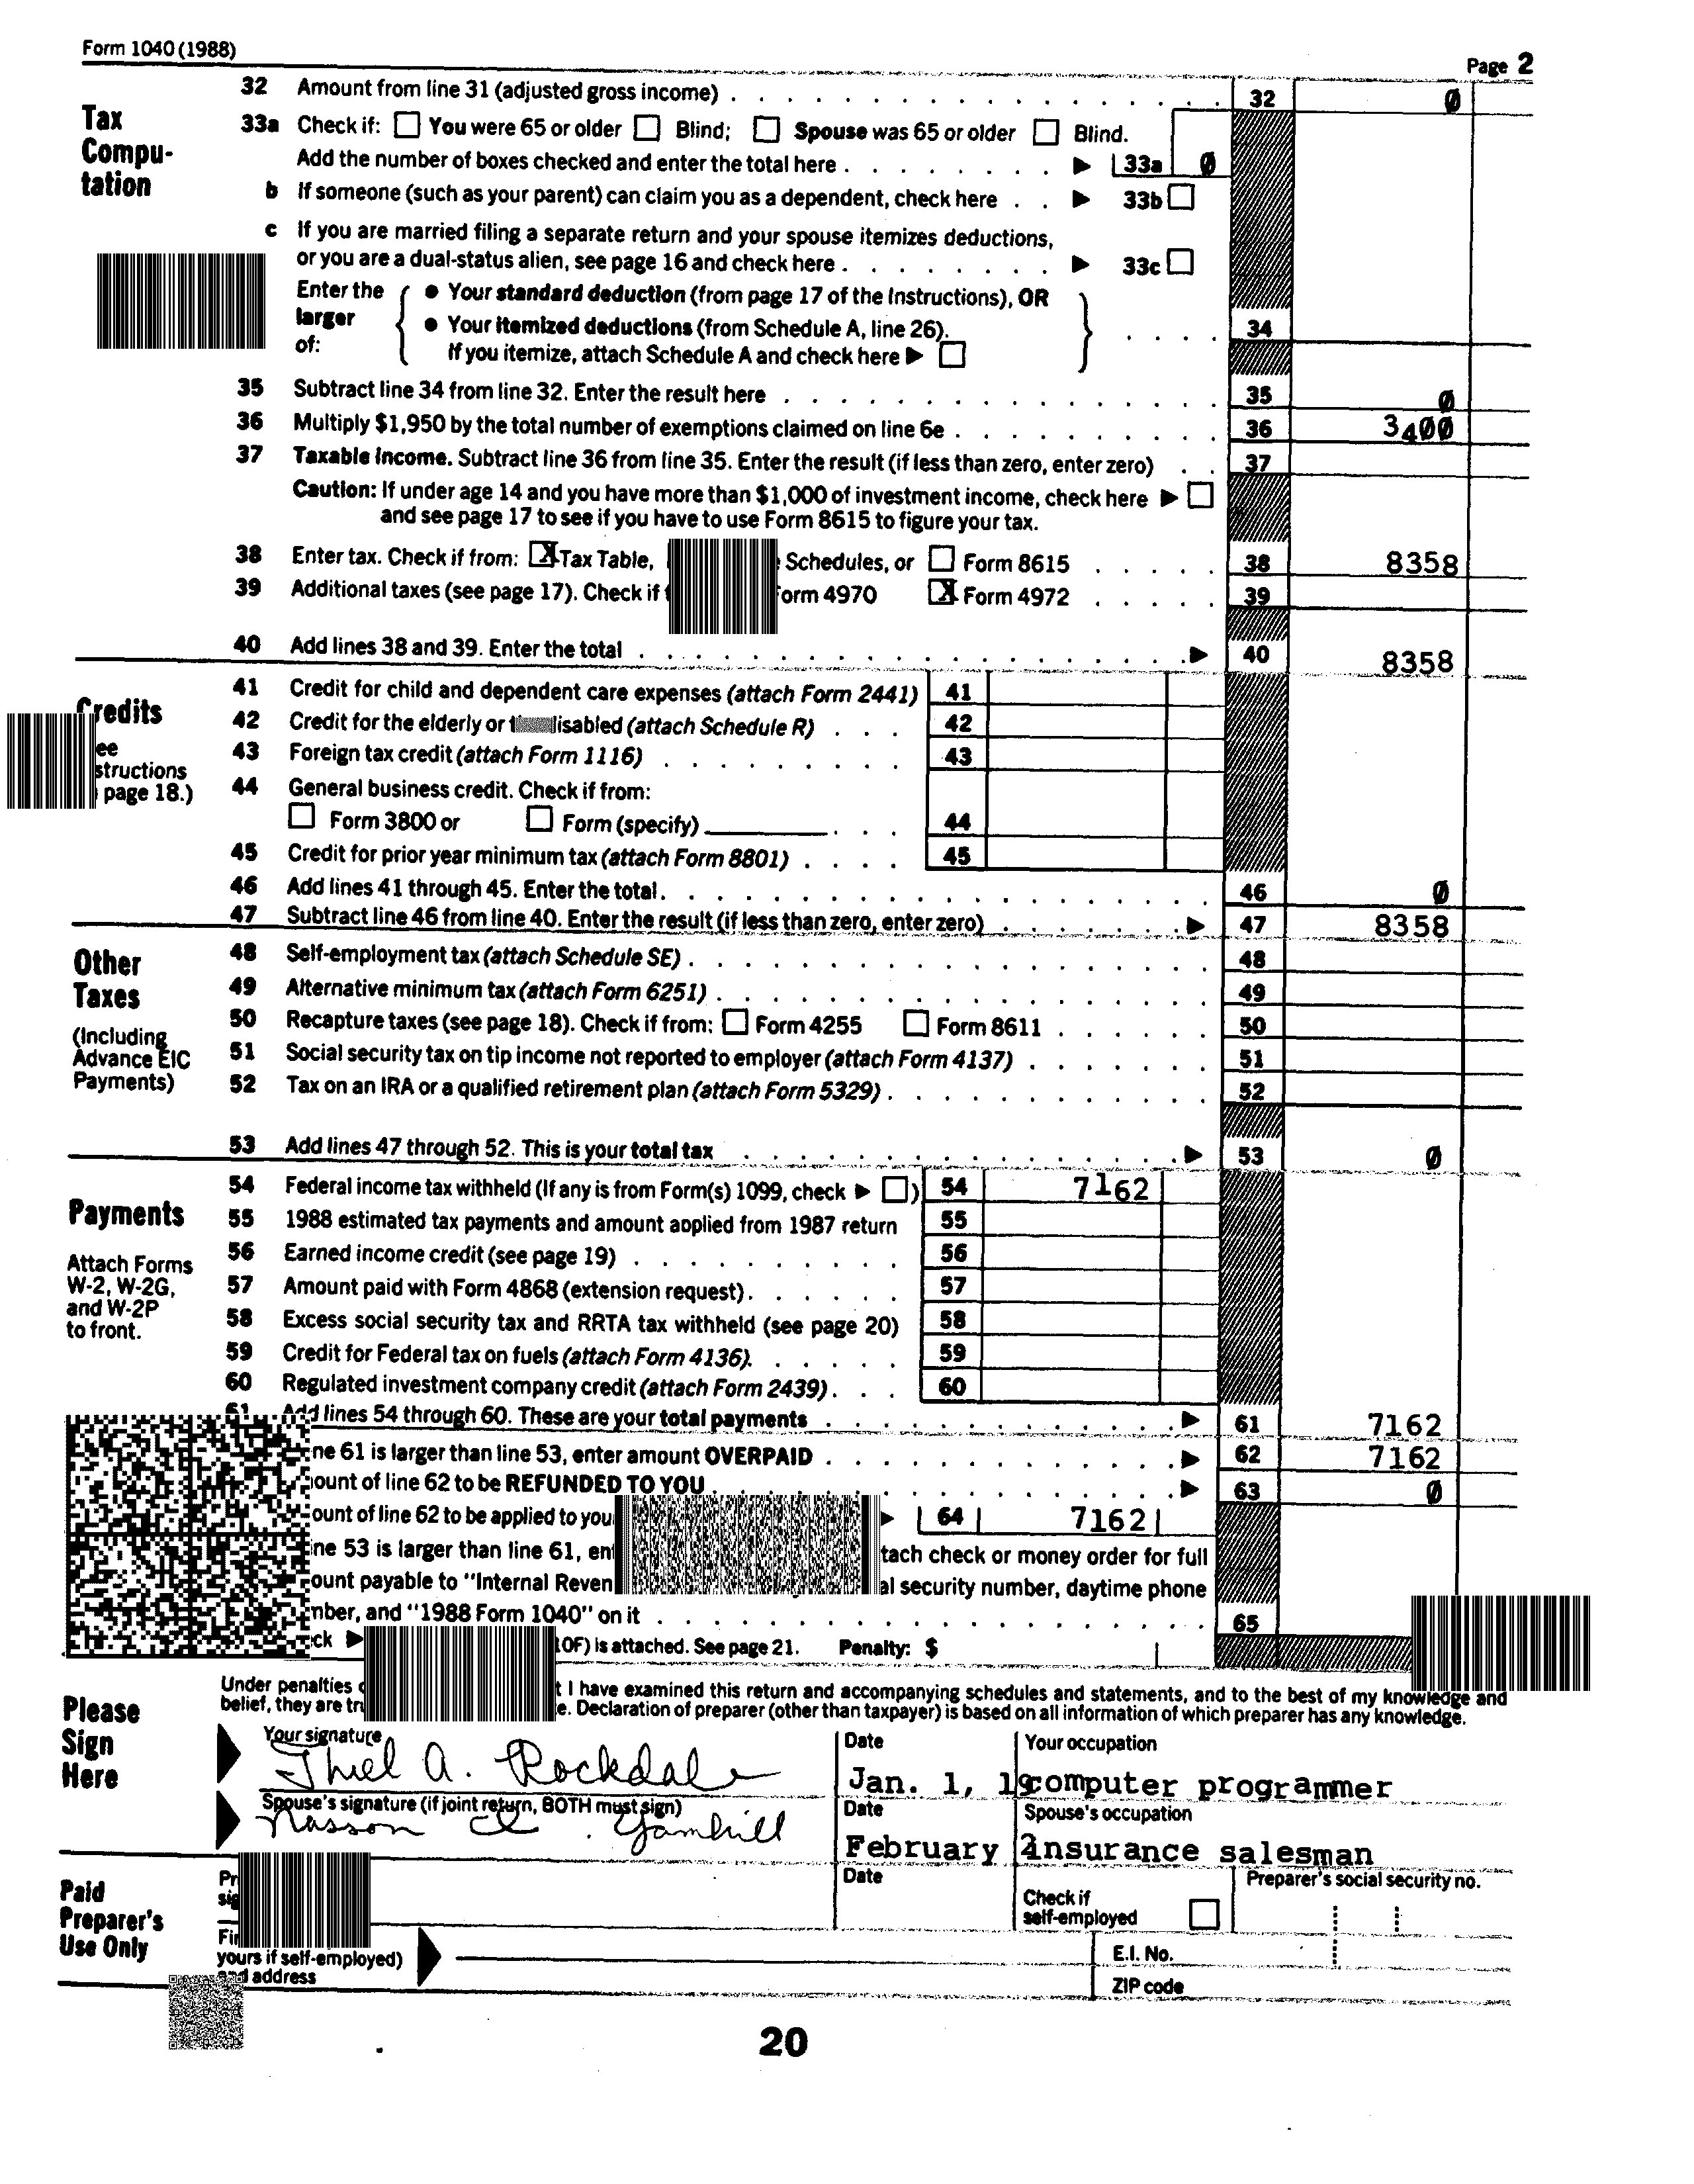 Form 1040 (1988)
Page 2
Tax
Compu-
tation
32 Amount from line 31 (adjusted gross income) . . . 32 0
33a Check if: You were 65 or older Blind; Spouse was 65 or older Blind.
Add the number of boxes checked and enter the total here . . . 33a 0
b If someone (such as your parent) can claim you as a dependent, check here . . 33b
c If you are married filing a separate return and your spouse itemizes deductions,
or you are a dual-status alien, see page 16 and check here . . . 33c
Enter the larger of: • Your standard deduction (from page 17 of the Instructions), OR
• Your itemized deductions (from Schedule A, line 26).
If you itemize, attach Schedule A and check here
34
35 Subtract line 34 from line 32. Enter the result here . . . 35 0
36 Multiply $1,950 by the total number of exemptions claimed on line 6e . . . 36 3400
37 Taxable income. Subtract line 36 from line 35. Enter the result (if less than zero, enter zero) . . 37
Caution: If under age 14 and you have more than $1,000 of investment income, check here
and see page 17 to see if you have to use Form 8615 to figure your tax.
38 Enter tax. Check if from: X Tax Table, Schedules, or Form 8615 . . . 38 8358
39 Additional taxes (see page 17). Check if orm 4970 X Form 4972 . . . 39
40 Add lines 38 and 39. Enter the total . . . 40 8358
Credits
ee
structions
page 18.)
41 Credit for child and dependent care expenses (attach Form 2441) 41
42 Credit for the elderly or disabled (attach Schedule R) . . . 42
43 Foreign tax credit (attach Form 1116) . . . 43
44 General business credit. Check if from:
Form 3800 or Form (specify) . . . 44
45 Credit for prior year minimum tax (attach Form 8801) . . . 45
46 Add lines 41 through 45. Enter the total . . . 46 0
47 Subtract line 46 from line 40. Enter the result (if less than zero, enter zero) . . . 47 8358
Other
Taxes
(Including
Advance EIC
Payments)
48 Self-employment tax (attach Schedule SE) . . . 48
49 Alternative minimum tax (attach Form 6251) . . . 49
50 Recapture taxes (see page 18). Check if from: Form 4255 Form 8611 . . . 50
51 Social security tax on tip income not reported to employer (attach Form 4137) . . . 51
52 Tax on an IRA or a qualified retirement plan (attach Form 5329) . . . 52
53 Add lines 47 through 52. This is your total tax . . . 53 0
Payments
Attach Forms
W-2, W-2G,
and W-2P
to front.
54 Federal income tax withheld (If any is from Form(s) 1099, check ) 54 7162
55 1988 estimated tax payments and amount applied from 1987 return 55
56 Earned income credit (see page 19) . . . 56
57 Amount paid with Form 4868 (extension request) . . . 57
58 Excess social security tax and RRTA tax withheld (see page 20) 58
59 Credit for Federal tax on fuels (attach Form 4136) . . . 59
60 Regulated investment company credit (attach Form 2439) . . . 60
61 Add lines 54 through 60. These are your total payments . . . 61 7162
ne 61 is larger than line 53, enter amount OVERPAID . . . 62 7162
ount of line 62 to be REFUNDED TO YOU . . . 63 0
ount of line 62 to be applied to you 64 7162
ine 53 is larger than line 61, en tach check or money order for full
ount payable to "Internal Reven al security number, daytime phone
mber, and "1988 Form 1040" on it . . . 65
ck OF) is attached. See page 21. Penalty: $
Please
Sign
Here
Under penalties I have examined this return and accompanying schedules and statements, and to the best of my knowledge and
belief, they are tr e. Declaration of preparer (other than taxpayer) is based on all information of which preparer has any knowledge.
Your signature Date Your occupation
Thiel A. Rockdale Jan. 1, 19 computer programmer
Spouse's signature (if joint return, BOTH must sign) Date Spouse's occupation
Nasson Cl. Yamhill February 2 insurance salesman
Paid
Preparer's
Use Only
Pr
sig
Date
Check if
self-employed
Preparer's social security no.
Fir
yours if self-employed)
and address
E.I. No.
ZIP code
20